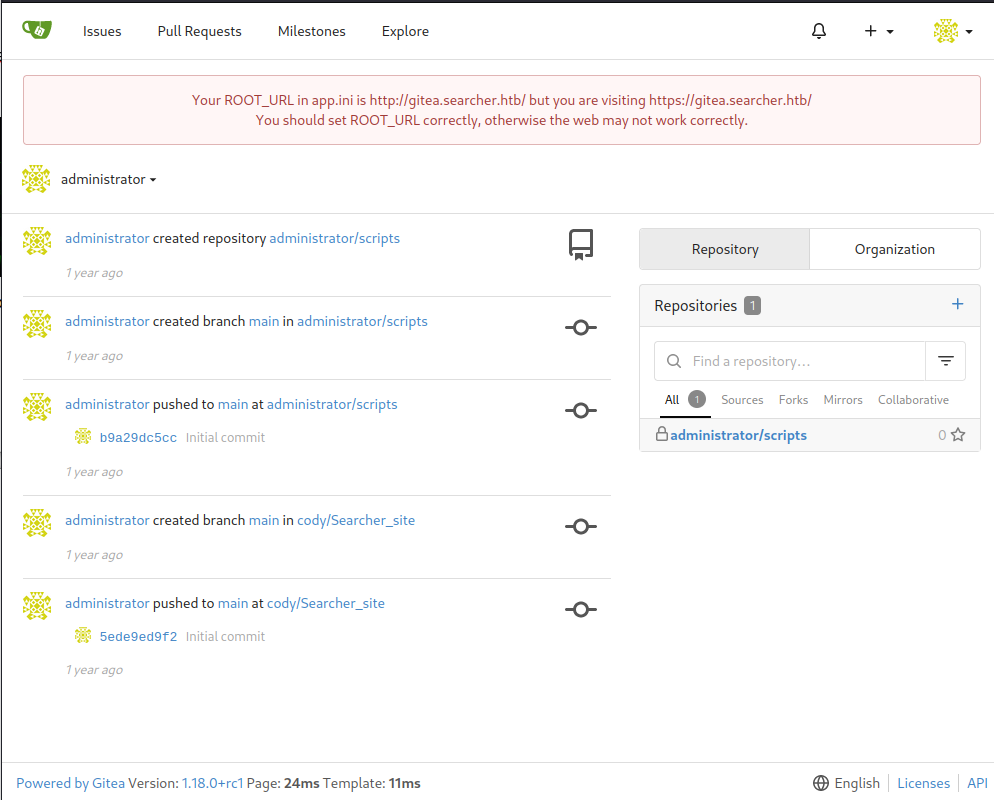 Issues Pull Requests Milestones Explore
Your ROOT_URL in app.ini is http://gitea.searcher.htb/ but you are visiting https://gitea.searcher.htb/
You should set ROOT_URL correctly, otherwise the web may not work correctly.
administrator
administrator created repository administrator/scripts
1 year ago
administrator created branch main in administrator/scripts
1 year ago
administrator pushed to main at administrator/scripts
b9a29dc5cc Initial commit
1 year ago
administrator created branch main in cody/Searcher_site
1 year ago
administrator pushed to main at cody/Searcher_site
5ede9ed9f2 Initial commit
1 year ago
Repository Organization
Repositories 1
Find a repository…
All 1 Sources Forks Mirrors Collaborative
administrator/scripts 0
Powered by Gitea Version: 1.18.0+rc1 Page: 24ms Template: 11ms
English Licenses API